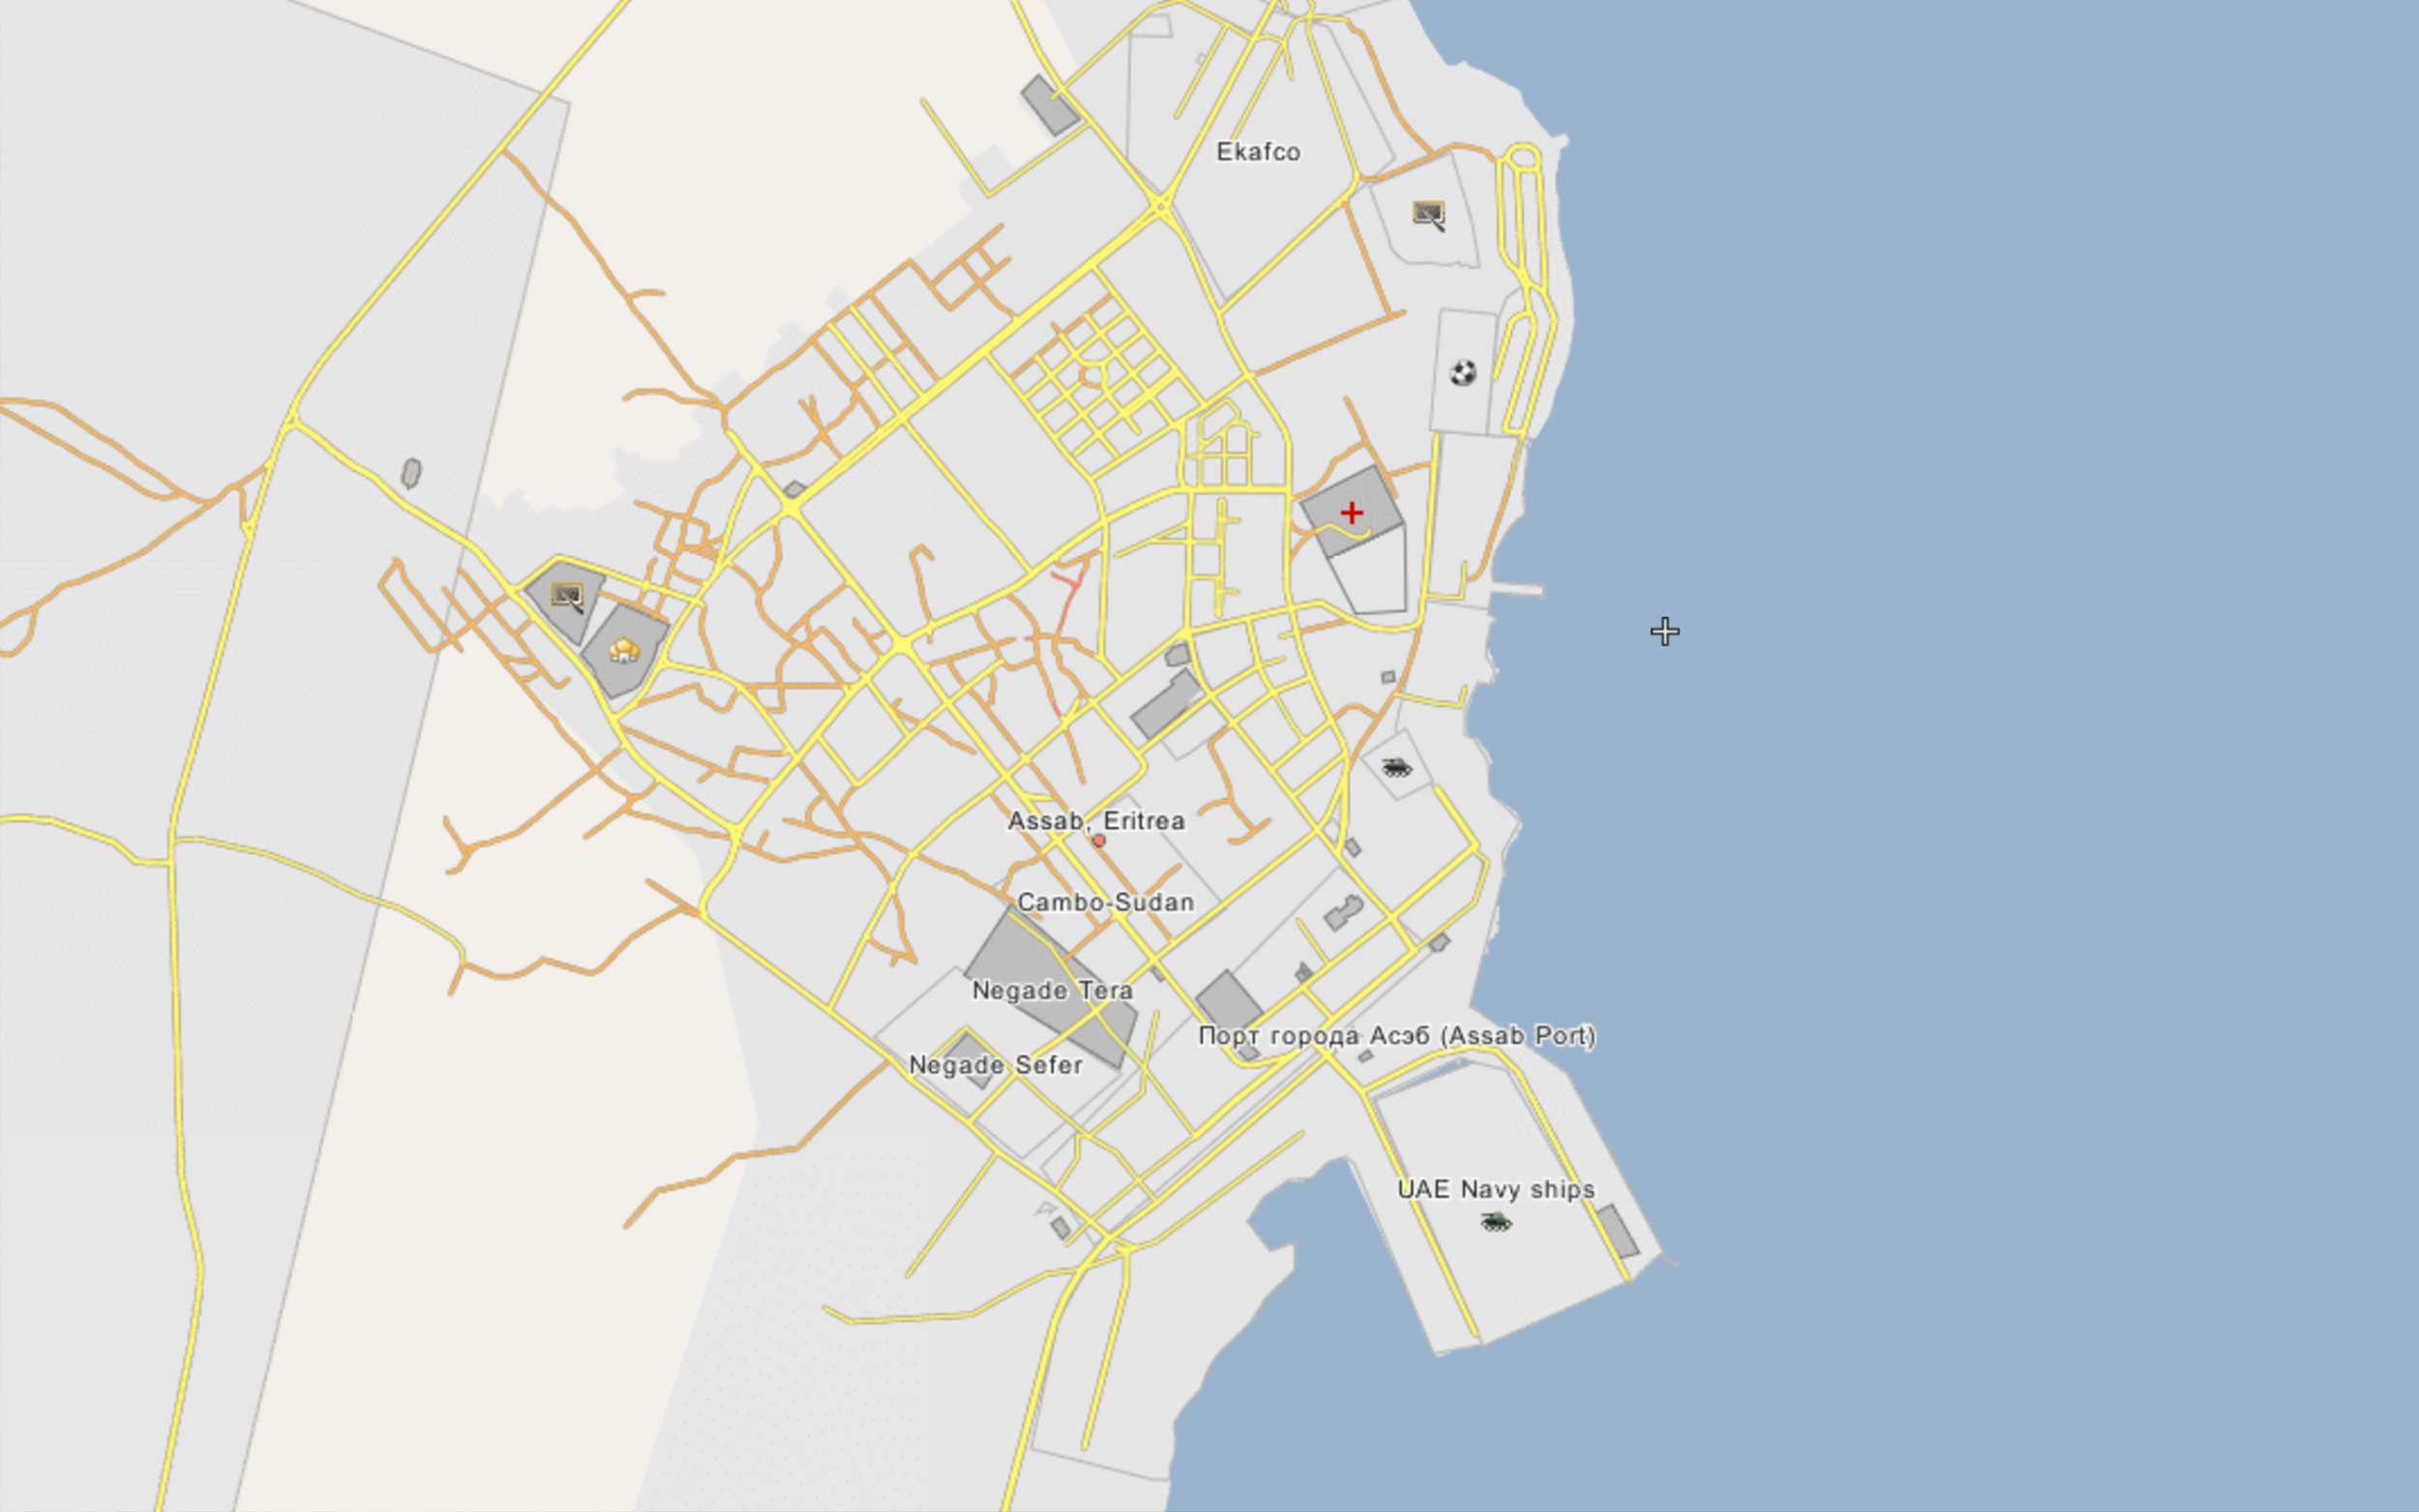 Ekafco
Assab, Eritrea
Cambo-Sudan
Negade Tera
Порт города Асэб (Assab Port)
Negade Sefer
UAE Navy ships